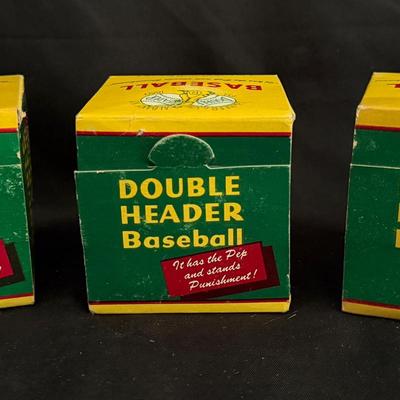 BASEBALL
DOUBLE
HEADER
Baseball
It has the Pep
and stands
Punishment!